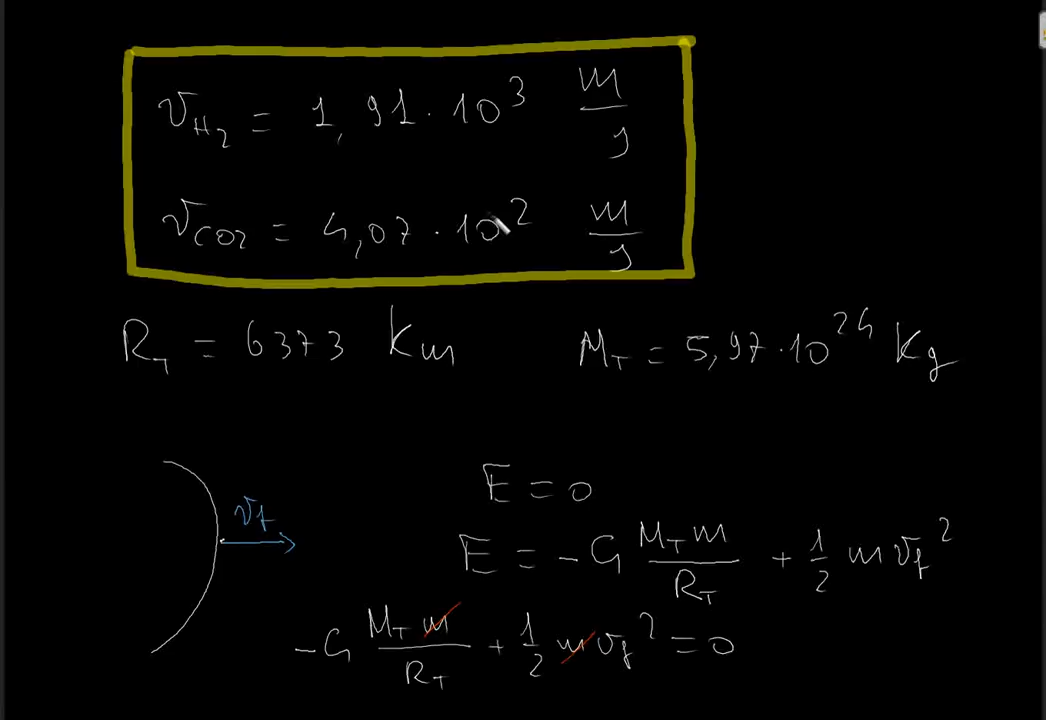 v_H2 = 1,91 · 10^3 m/s
v_CO2 = 4,07 · 10^2 m/s
R_T = 6373 Km M_T = 5,97 · 10^24 Kg
v_f
E = 0
E = -G M_T m / R_T + 1/2 m v_f^2
-G M_T m / R_T + 1/2 m v_f^2 = 0